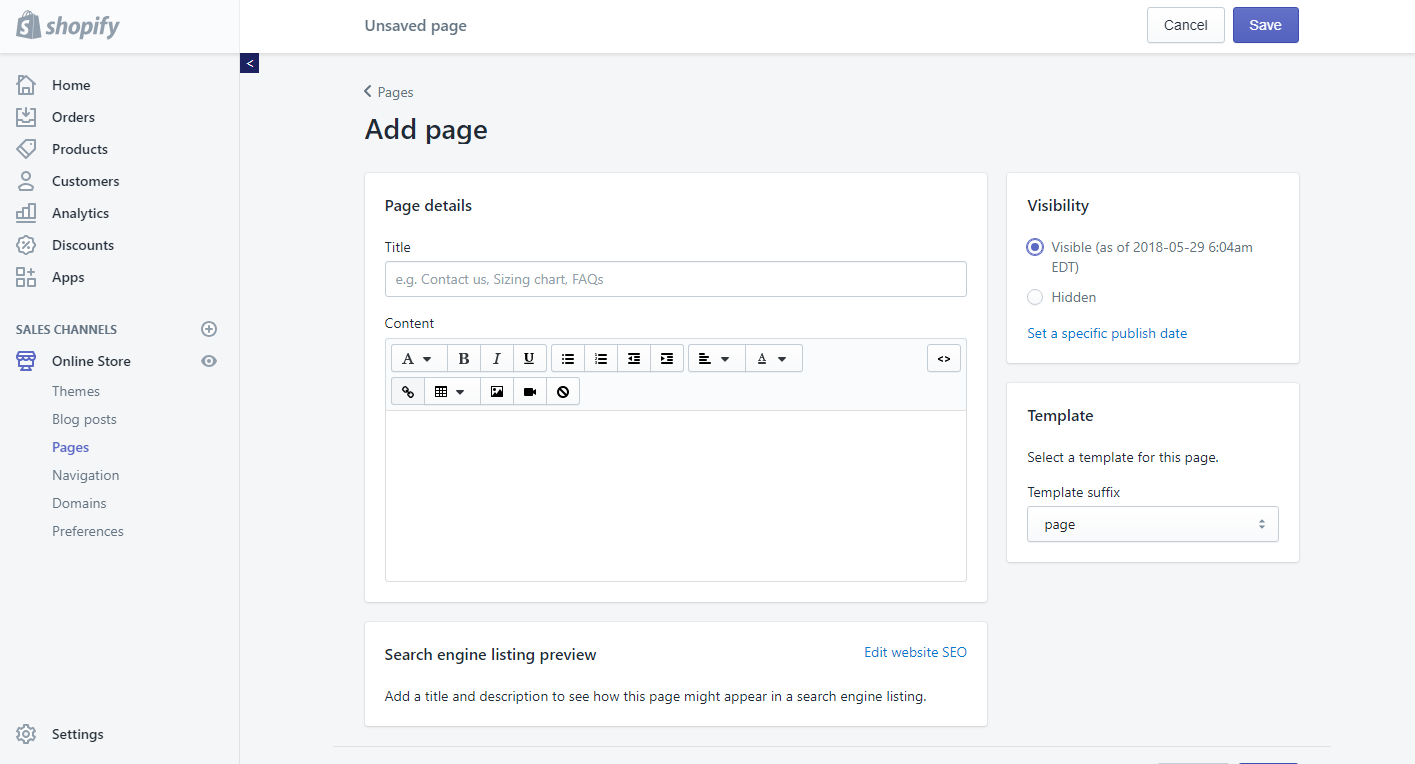 shopify
Unsaved page
Cancel
Save
<
Home
Orders
Products
Customers
Analytics
Discounts
Apps
SALES CHANNELS
Online Store
Themes
Blog posts
Pages
Navigation
Domains
Preferences
Settings
Pages
Add page
Page details
Title
e.g. Contact us, Sizing chart, FAQs
Content
A B I U A <>
Search engine listing preview
Edit website SEO
Add a title and description to see how this page might appear in a search engine listing.
Visibility
Visible (as of 2018-05-29 6:04am
EDT)
Hidden
Set a specific publish date
Template
Select a template for this page.
Template suffix
page